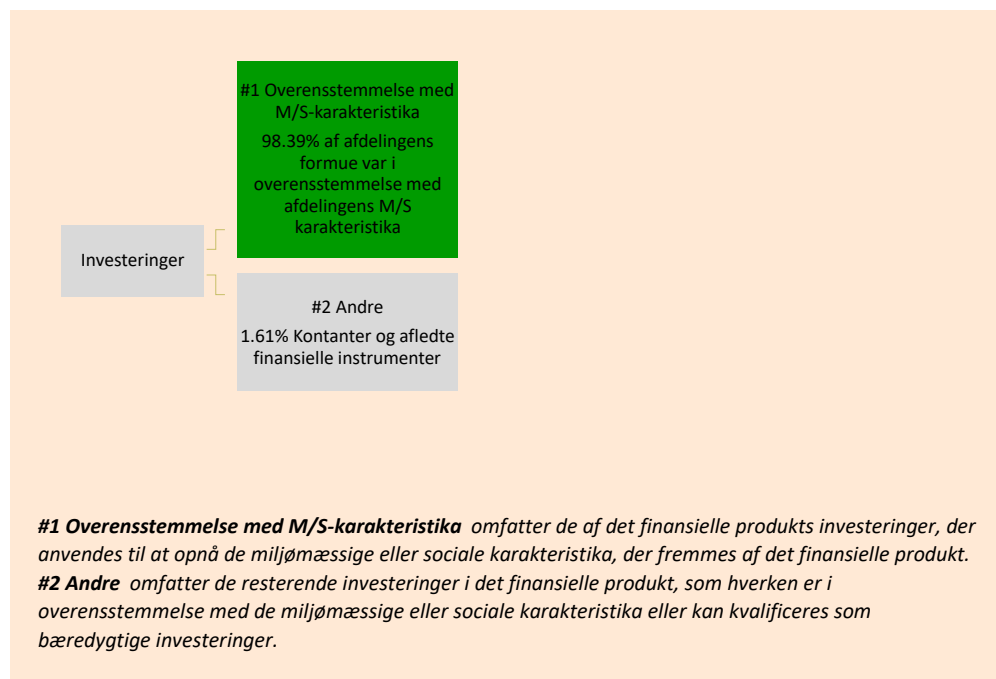 #1 Overensstemmelse med
M/S-karakteristika
98.39% af afdelingens
formue var i
overensstemmelse med
afdelingens M/S
karakteristika
Investeringer
#2 Andre
1.61% Kontanter og afledte
finansielle instrumenter
#1 Overensstemmelse med M/S-karakteristika omfatter de af det finansielle produkts investeringer, der
anvendes til at opnå de miljømæssige eller sociale karakteristika, der fremmes af det finansielle produkt.
#2 Andre omfatter de resterende investeringer i det finansielle produkt, som hverken er i
overensstemmelse med de miljømæssige eller sociale karakteristika eller kan kvalificeres som
bæredygtige investeringer.